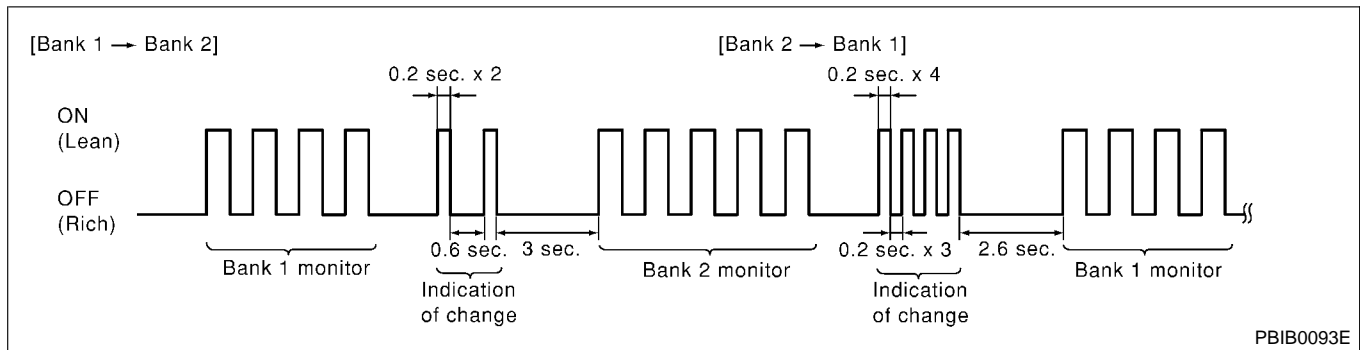 [Bank 1 → Bank 2]
[Bank 2 → Bank 1]
0.2 sec. x 2
0.2 sec. x 4
ON
(Lean)
OFF
(Rich)
0.6 sec.
3 sec.
0.2 sec. x 3
2.6 sec.
Bank 1 monitor
Indication
of change
Bank 2 monitor
Indication
of change
Bank 1 monitor
PBIB0093E